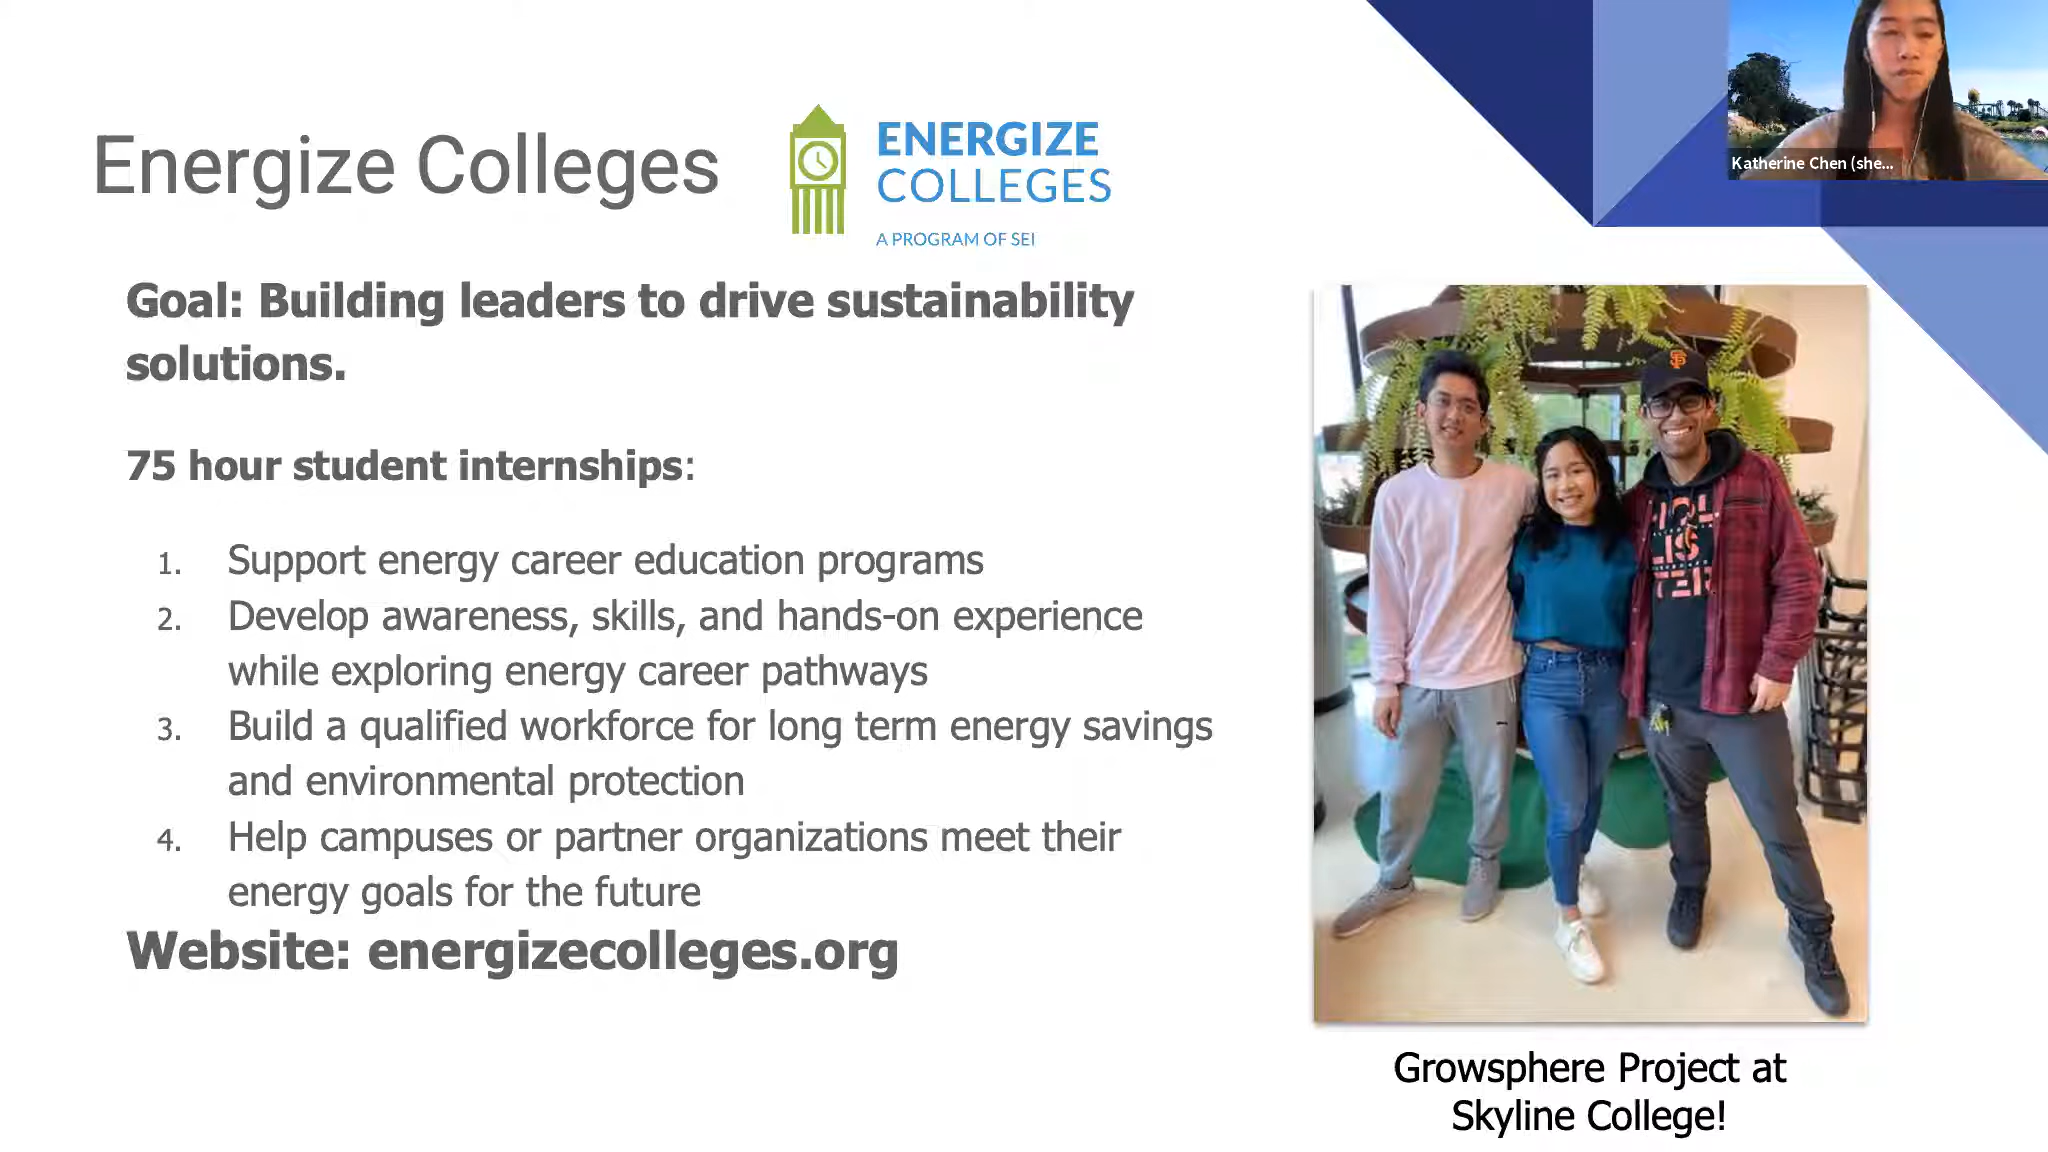 Energize Colleges
ENERGIZE
COLLEGES
A PROGRAM OF SEI
Katherine Chen (she...
Goal: Building leaders to drive sustainability
solutions.
75 hour student internships:
1. Support energy career education programs
2. Develop awareness, skills, and hands-on experience
while exploring energy career pathways
3. Build a qualified workforce for long term energy savings
and environmental protection
4. Help campuses or partner organizations meet their
energy goals for the future
Website: energizecolleges.org
SF
Growsphere Project at
Skyline College!